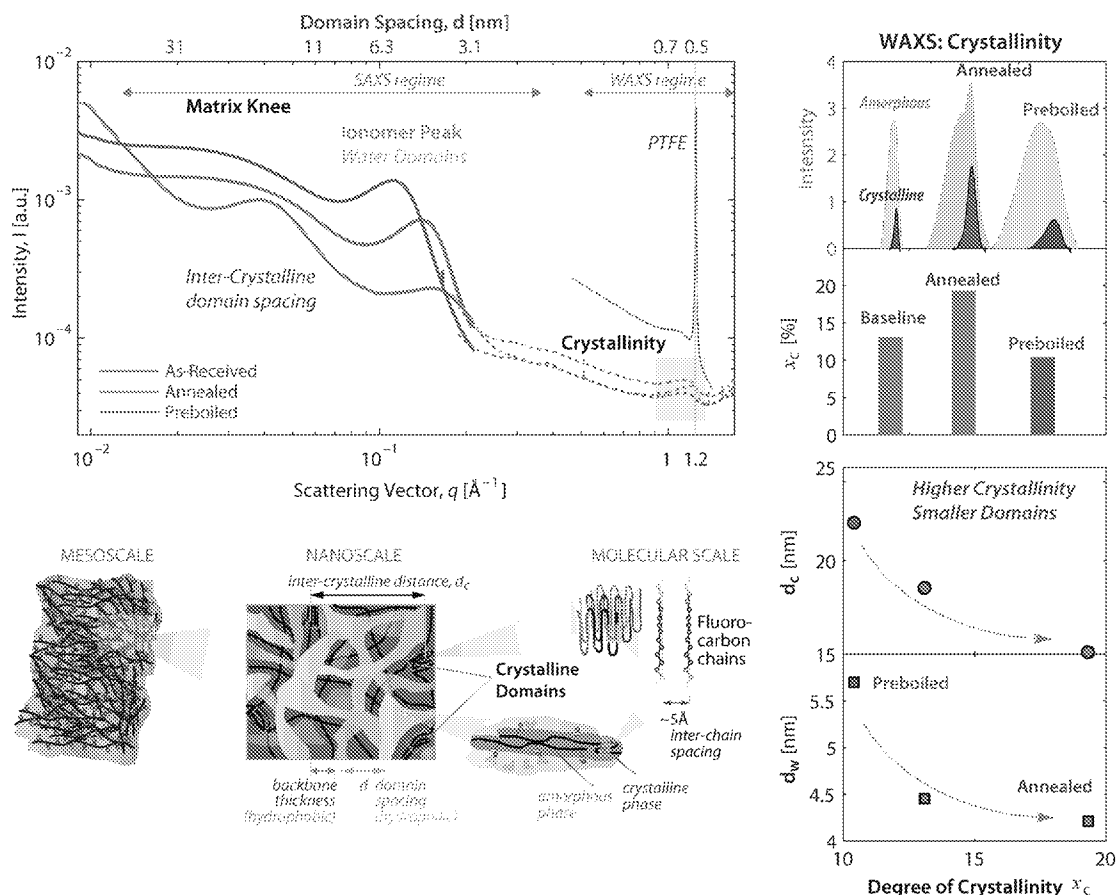 Domain Spacing, d [nm]
31 11 6.3 3.1 0.7 0.5
10⁻²
10⁻³
10⁻⁴
Intensity, I [a.u.]
SAXS regime
WAXS regime
Matrix Knee
Ionomer Peak
Water Domains
PTFE
Inter-Crystalline
domain spacing
Crystallinity
As-Received
Annealed
Preboiled
10⁻² 10⁻¹ 1 1.2
Scattering Vector, q [Å⁻¹]
WAXS: Crystallinity
Annealed
Amorphous
Preboiled
Crystalline
Intesnsity
4
3
2
1
0
Annealed
Baseline
Preboiled
x_C [%]
20
15
10
5
0
Higher Crystallinity
Smaller Domains
d_c [nm]
25
20
15
Preboiled
Annealed
d_w [nm]
5.5
4.5
4
10 15 20
Degree of Crystallinity x_C
MESOSCALE
NANOSCALE
inter-crystalline distance, d_c
MOLECULAR SCALE
Fluoro-
carbon
chains
Crystalline
Domains
~5Å
inter-chain
spacing
backbone
thickness
(hydrophobic)
d domain
spacing
amorphous
phase
crystalline
phase